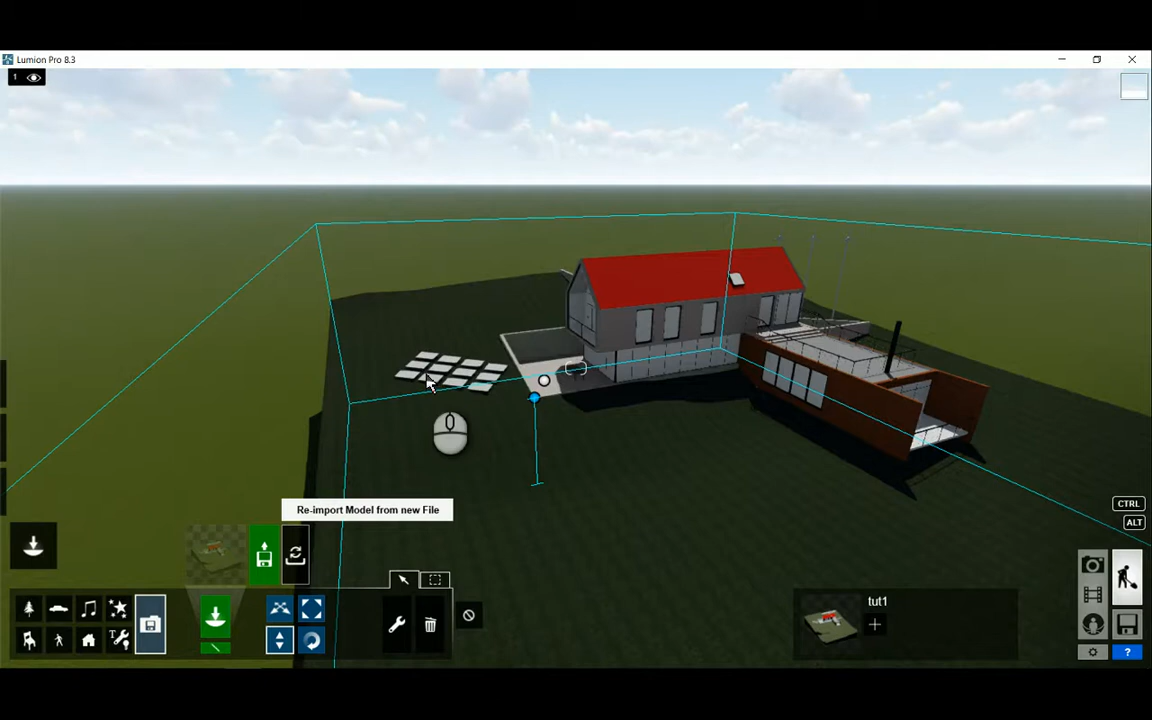 Lumion Pro 8.3
1
CTRL
ALT
Re-import Model from new File
tut1
?